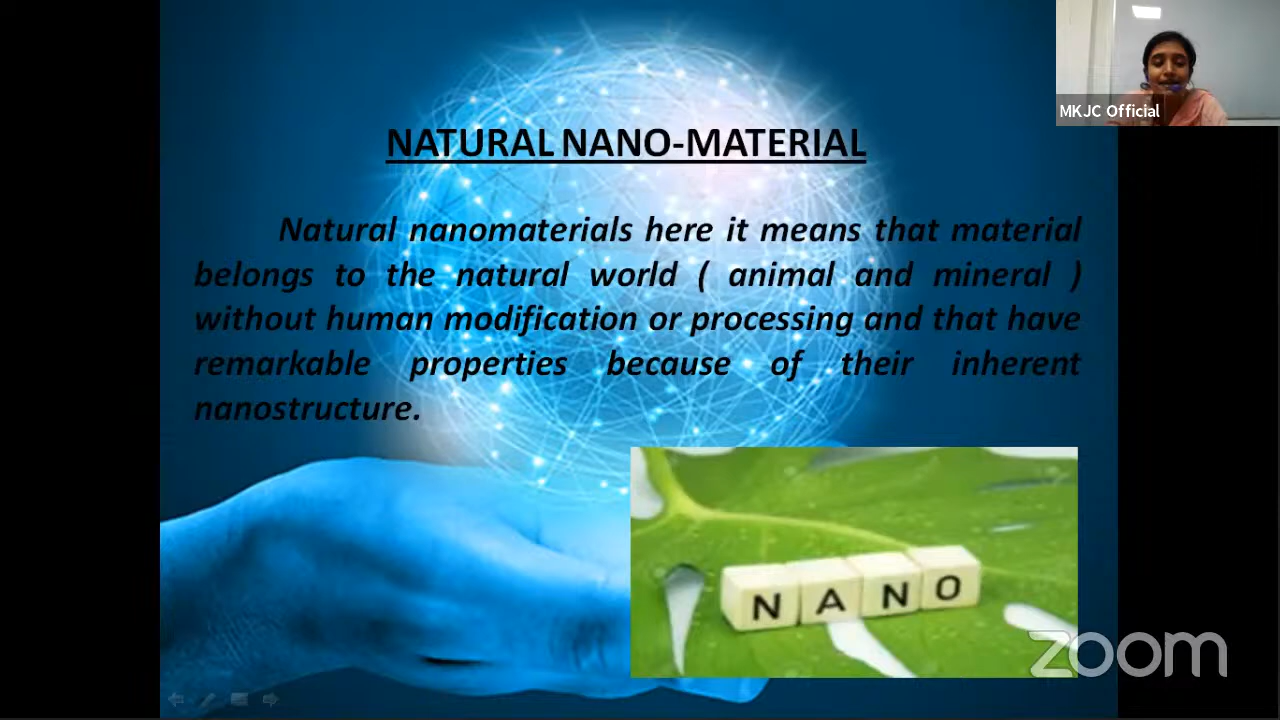 MKJC Official
NATURAL NANO-MATERIAL
Natural nanomaterials here it means that material
belongs to the natural world ( animal and mineral )
without human modification or processing and that have
remarkable properties because of their inherent
nanostructure.
NANO
zoom